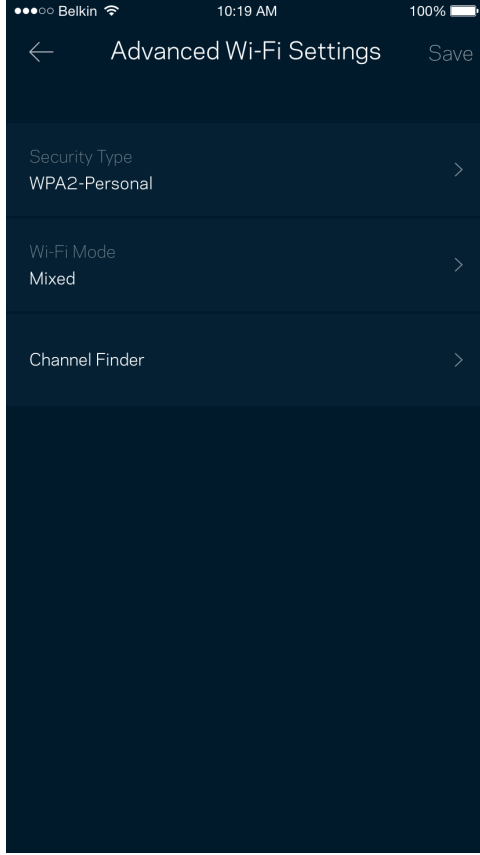 Belkin 10:19 AM 100%
Advanced Wi-Fi Settings Save
Security Type
WPA2-Personal
Wi-Fi Mode
Mixed
Channel Finder